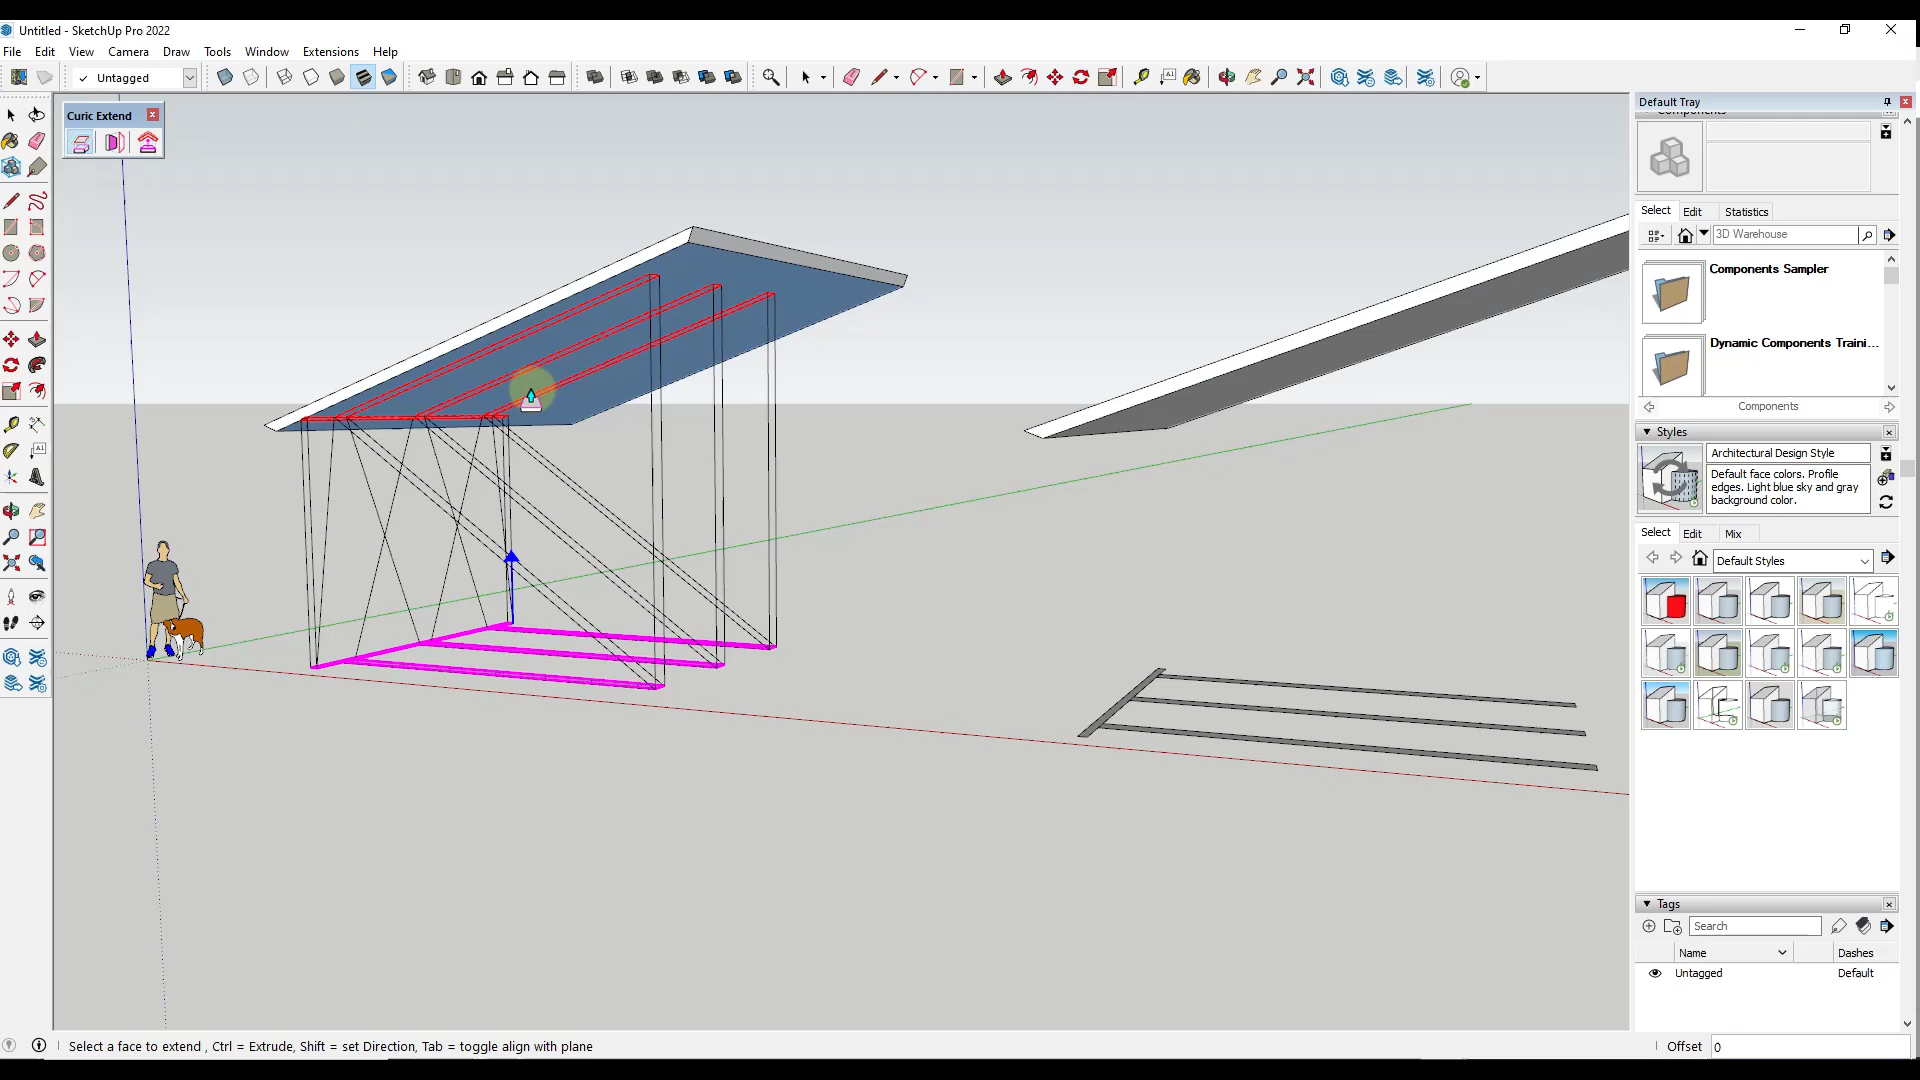 Untitled - SketchUp Pro 2022
File Edit View Camera Draw Tools Window Extensions Help
Untagged
Curic Extend
Default Tray
Components
Select Edit Statistics
3D Warehouse
Components Sampler
Dynamic Components Traini...
Components
Styles
Architectural Design Style
Default face colors. Profile
edges. Light blue sky and gray
background color.
Select Edit Mix
Default Styles
Tags
Search
Name Dashes
Untagged Default
Select a face to extend , Ctrl = Extrude, Shift = set Direction, Tab = toggle align with plane
Offset 0